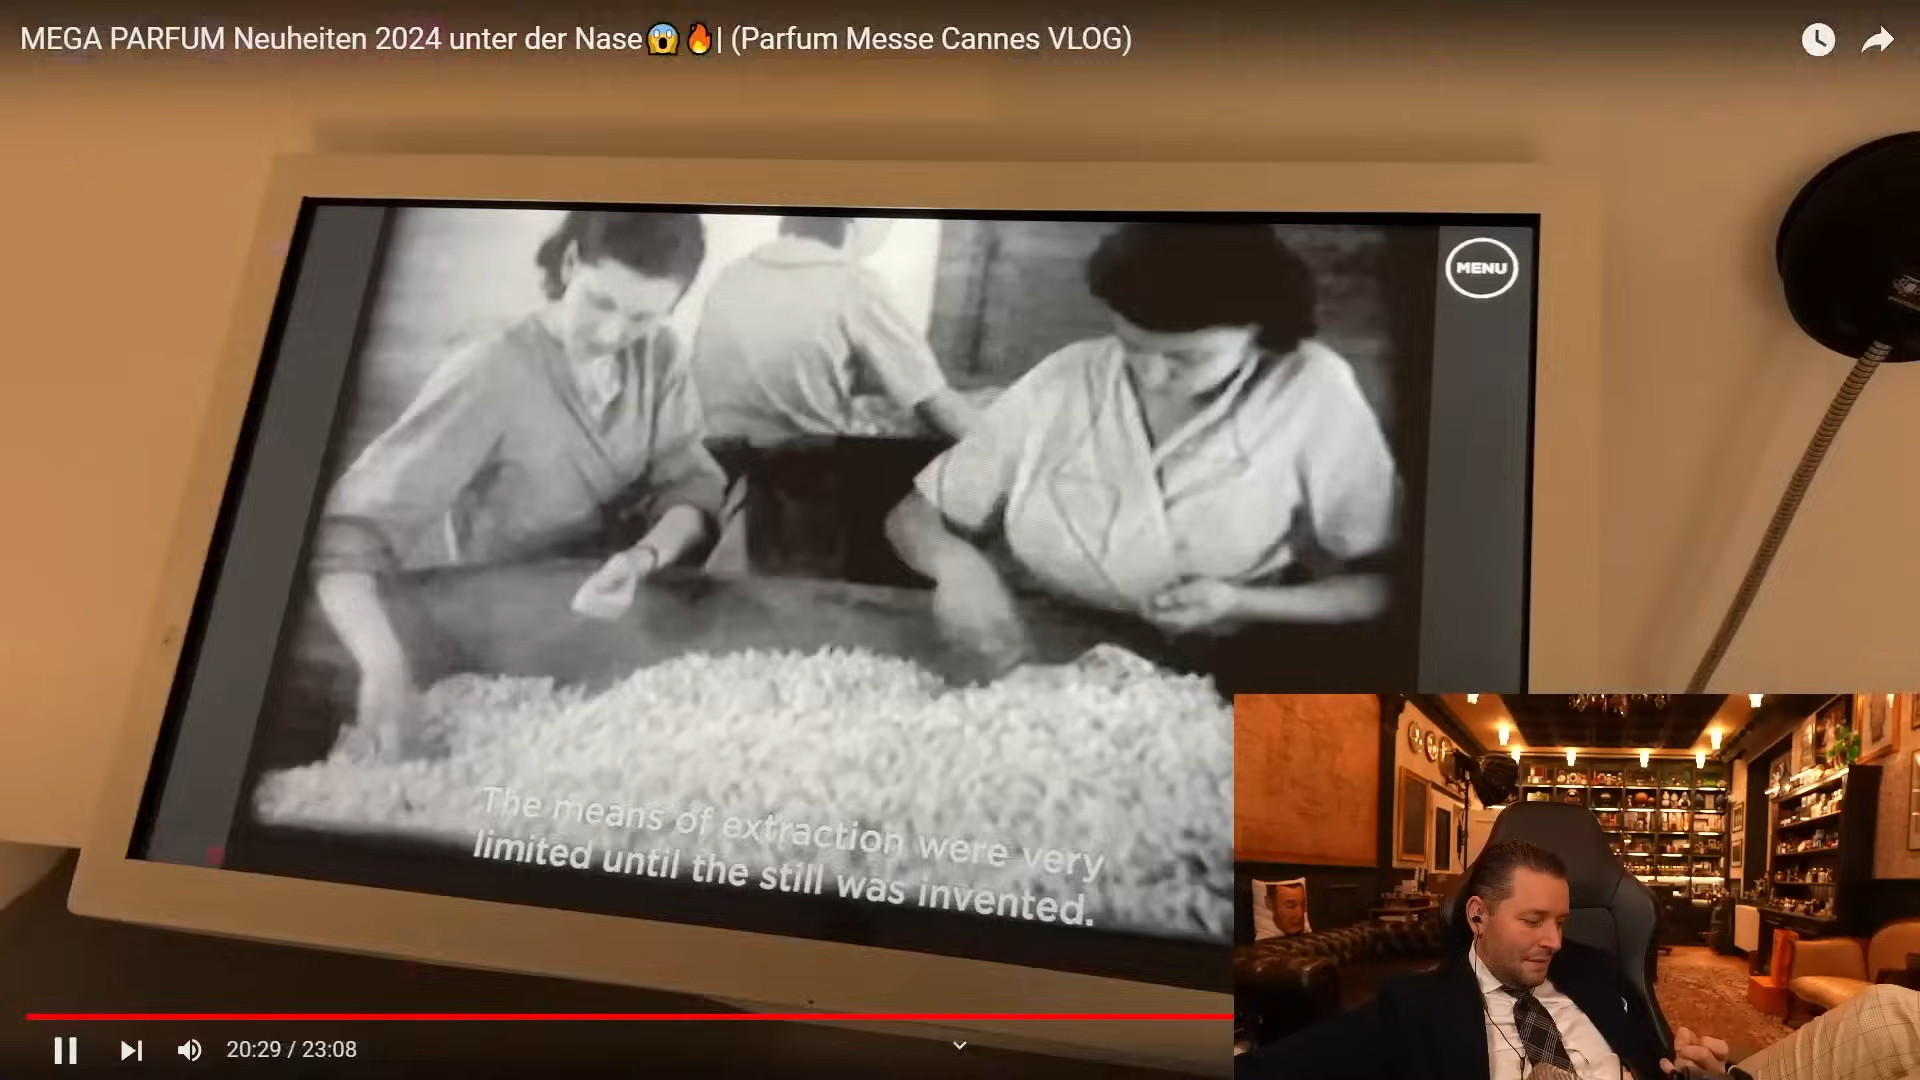 MEGA PARFUM Neuheiten 2024 unter der Nase😱🔥| (Parfum Messe Cannes VLOG)
MENU
The means of extraction were very
limited until the still was invented.
20:29 / 23:08